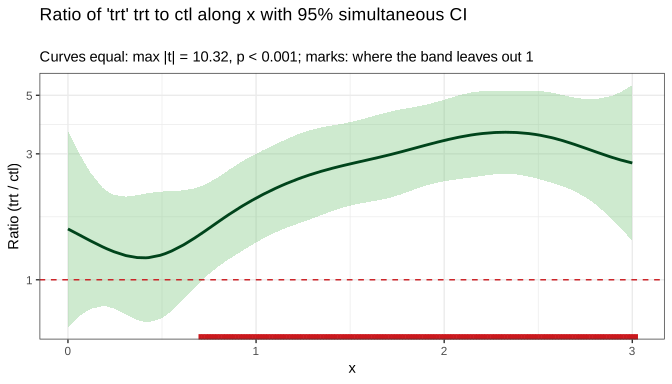 Ratio of 'trt' trt to ctl along x with 95% simultaneous CI
Curves equal: max |t| = 10.32, p < 0.001; marks: where the band leaves out 1
Ratio (trt / ctl)
5
3
1
0
1
2
3
x